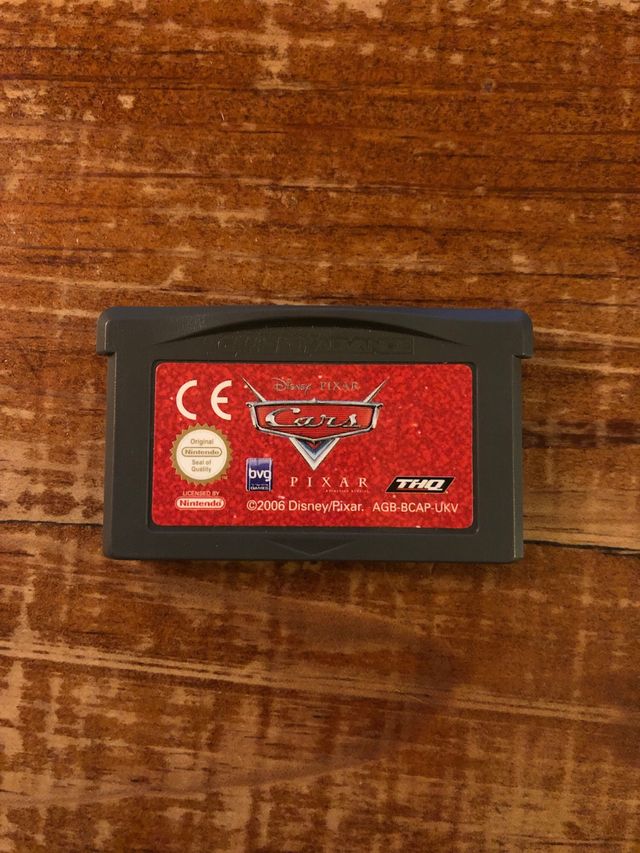 GAME BOY ADVANCE
Disney PIXAR
CE
Cars
Original
Nintendo
Seal of
Quality
bvg
GAMES
PIXAR
THQ
LICENSED BY
Nintendo
©2006 Disney/Pixar. AGB-BCAP-UKV